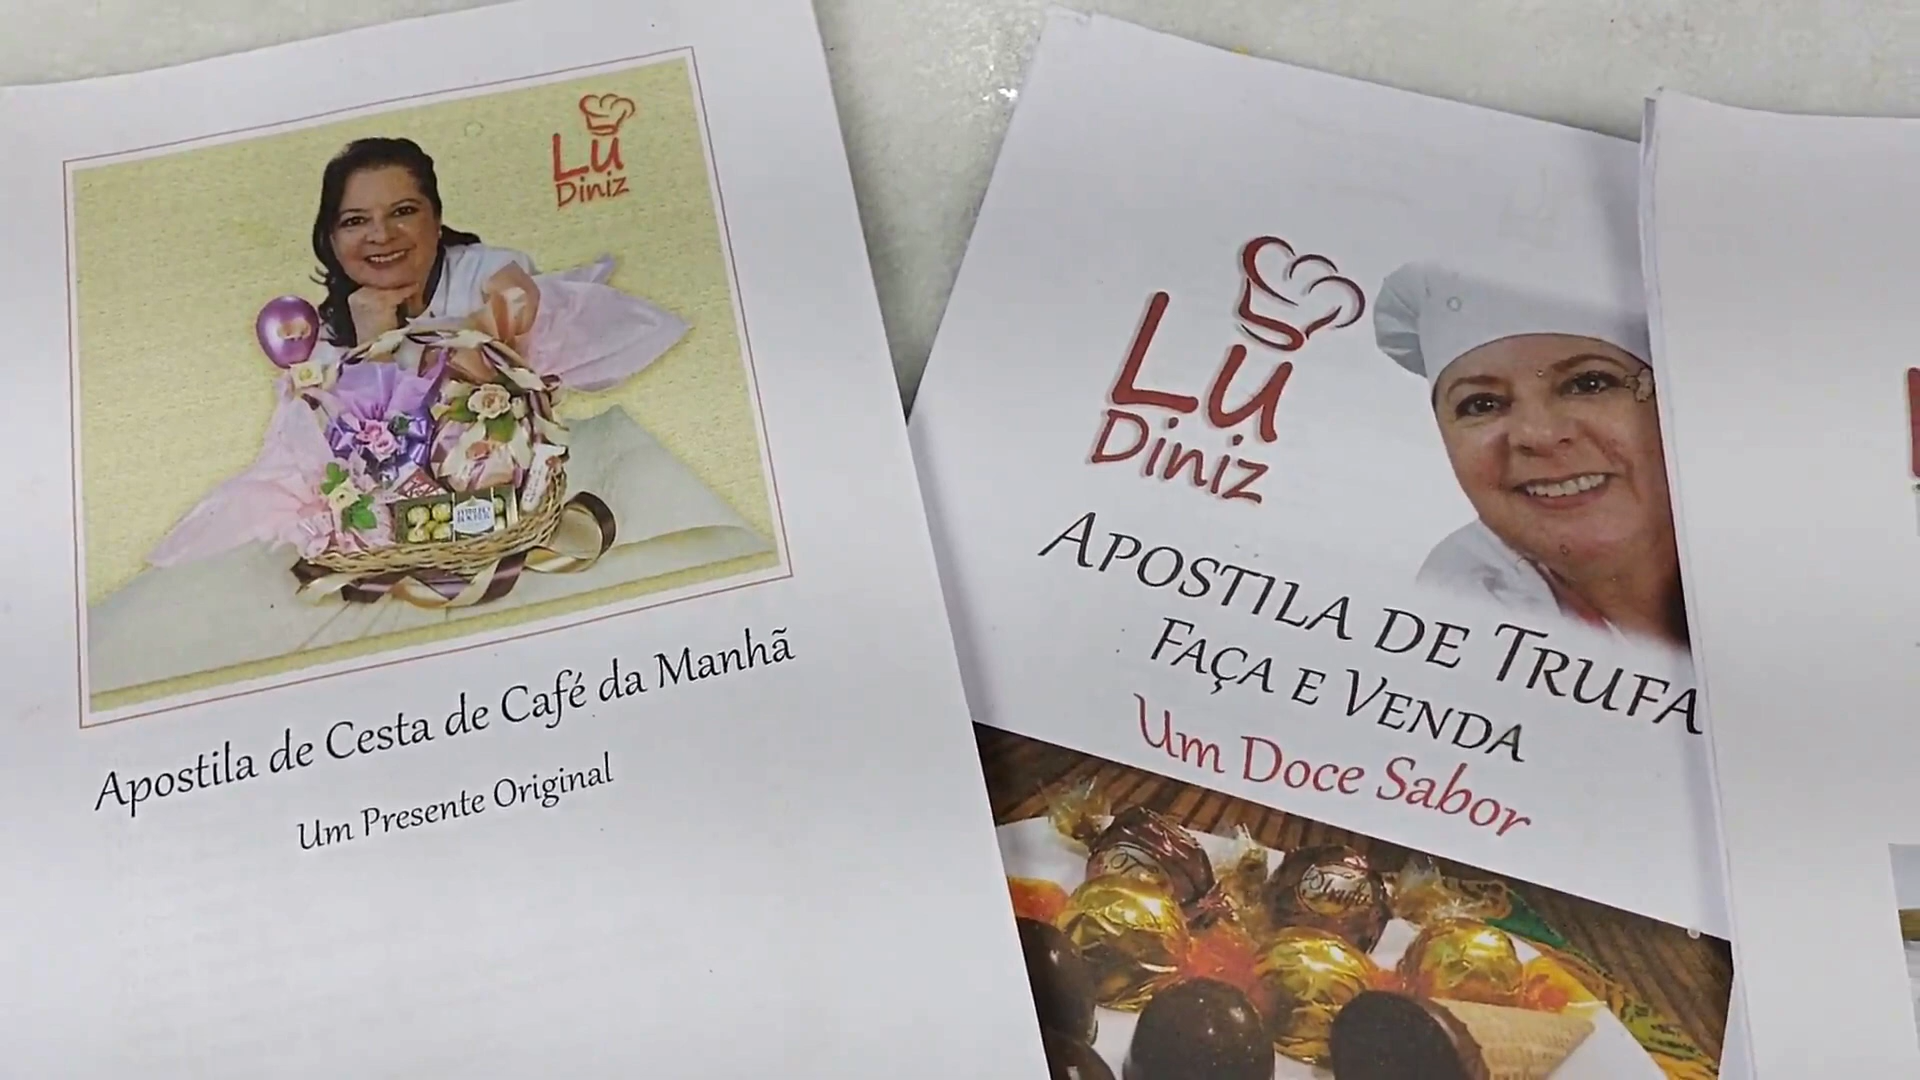 Lu
Diniz
Apostila de Cesta de Café da Manhã
Um Presente Original
Lu
Diniz
APOSTILA DE TRUFA
FAÇA E VENDA
Um Doce Sabor
Trufa